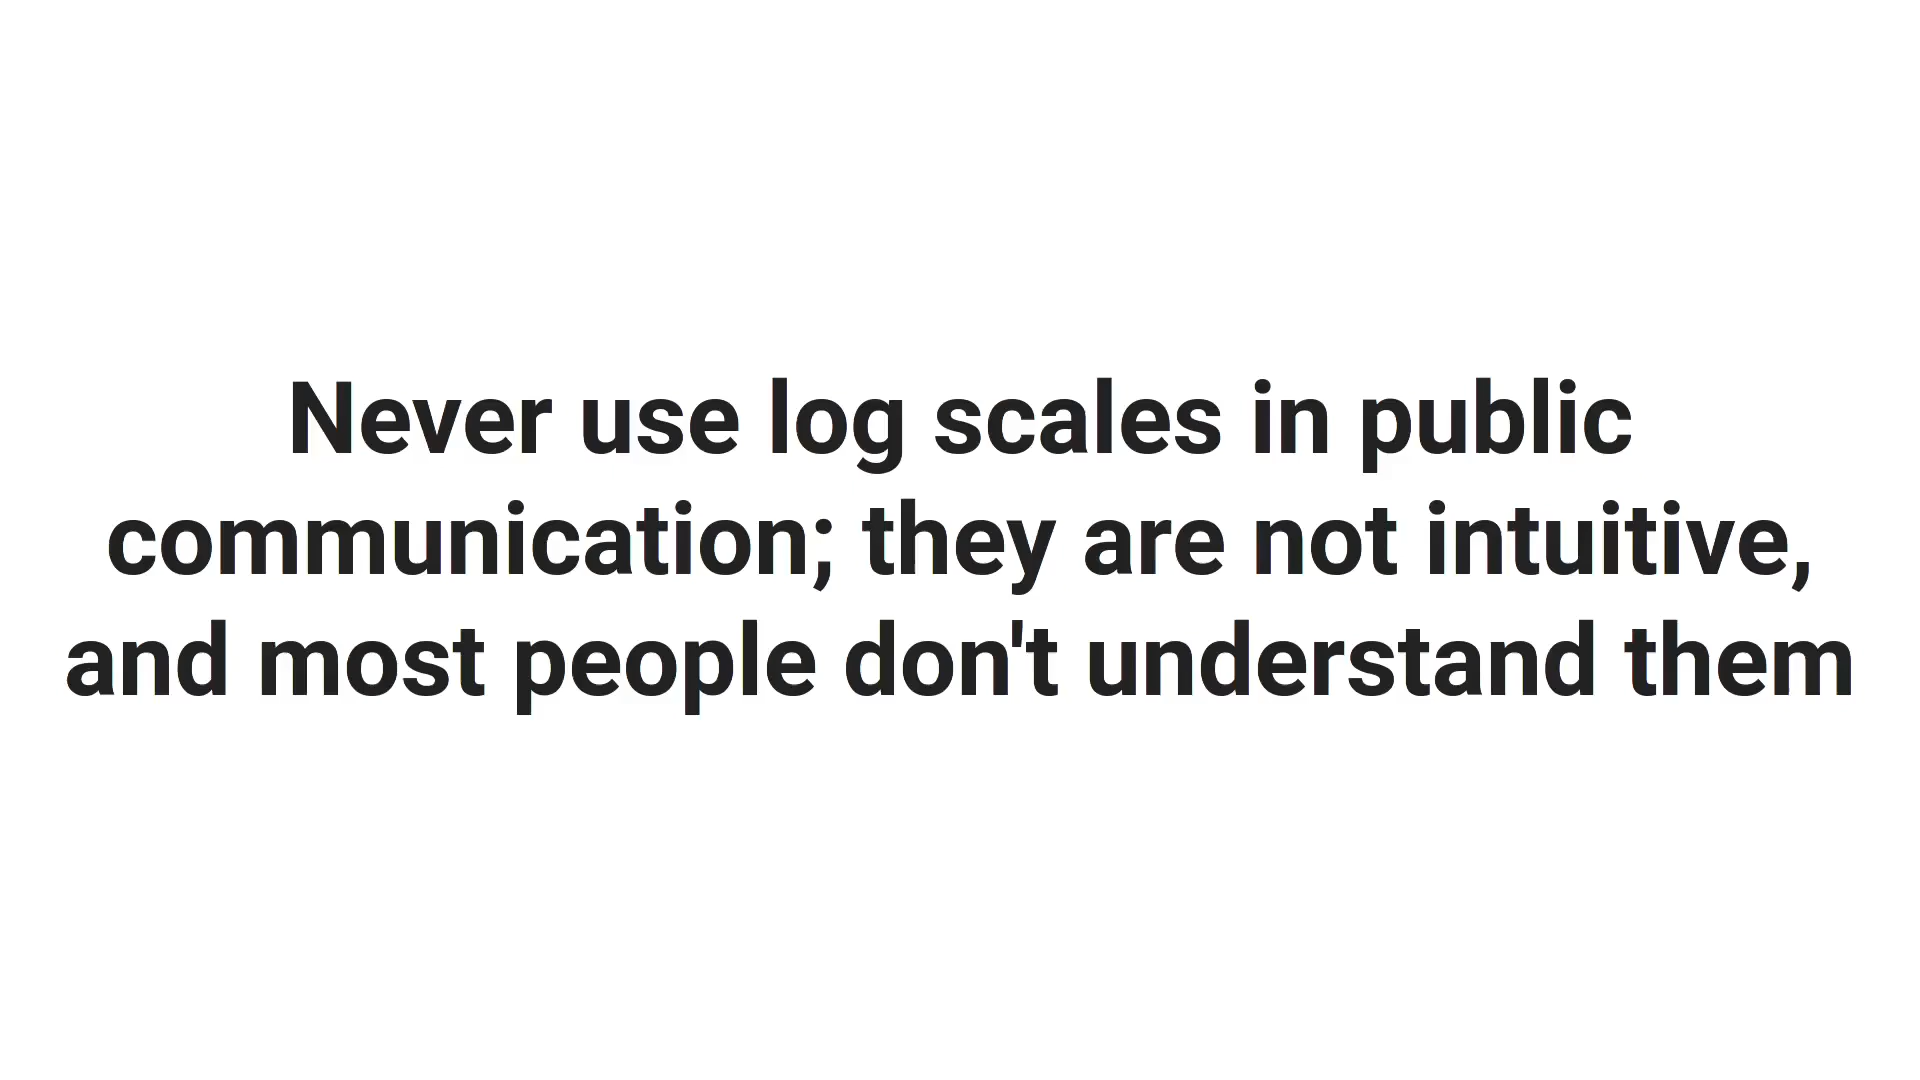 Never use log scales in public
communication; they are not intuitive,
and most people don't understand them